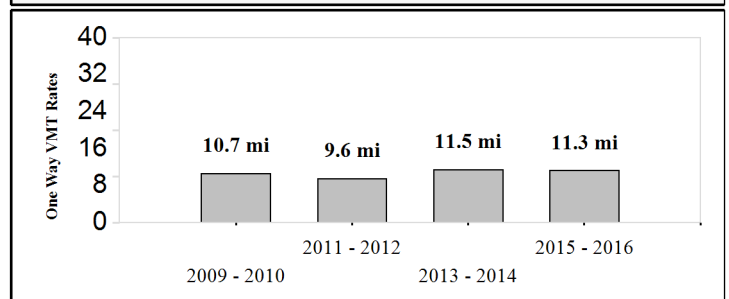 40
32
24
16
8
0
One Way VMT Rates
10.7 mi
9.6 mi
11.5 mi
11.3 mi
2009 - 2010
2011 - 2012
2013 - 2014
2015 - 2016